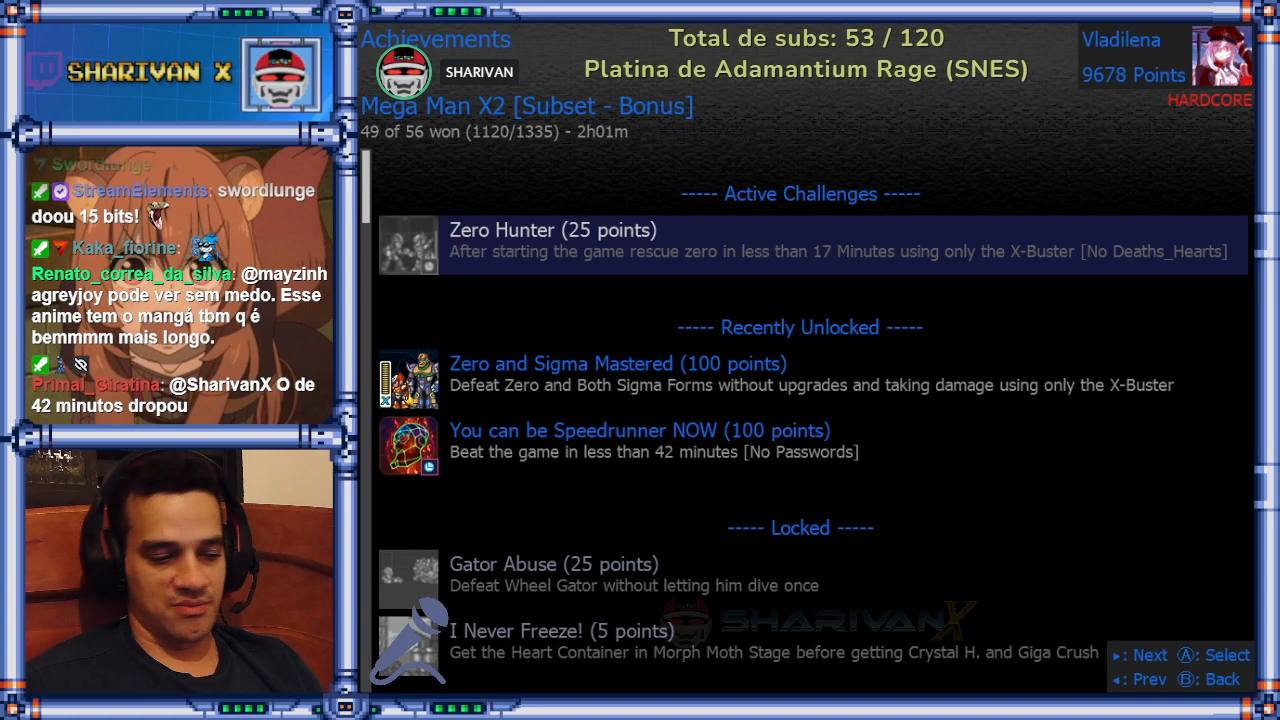 SHARIVAN X
Achievements
SHARIVAN
Total de subs: 53 / 120
Platina de Adamantium Rage (SNES)
Vladilena
9678 Points
HARDCORE
Mega Man X2 [Subset - Bonus]
49 of 56 won (1120/1335) - 2h01m
Swordlunge
StreamElements: swordlunge
doou 15 bits!
Kaka_fiorine:
Renato_correa_da_silva: @mayzinh
agreyjoy pode ver sem medo. Esse
anime tem o mangá tbm q é
bemmmm mais longo.
Primal_Giratina: @SharivanX O de
42 minutos dropou
----- Active Challenges -----
Zero Hunter (25 points)
After starting the game rescue zero in less than 17 Minutes using only the X-Buster [No Deaths_Hearts]
----- Recently Unlocked -----
Zero and Sigma Mastered (100 points)
Defeat Zero and Both Sigma Forms without upgrades and taking damage using only the X-Buster
You can be Speedrunner NOW (100 points)
Beat the game in less than 42 minutes [No Passwords]
----- Locked -----
Gator Abuse (25 points)
Defeat Wheel Gator without letting him dive once
I Never Freeze! (5 points)
Get the Heart Container in Morph Moth Stage before getting Crystal H. and Giga Crush
SHARIVAN X
: Next Ⓐ: Select
: Prev Ⓑ: Back